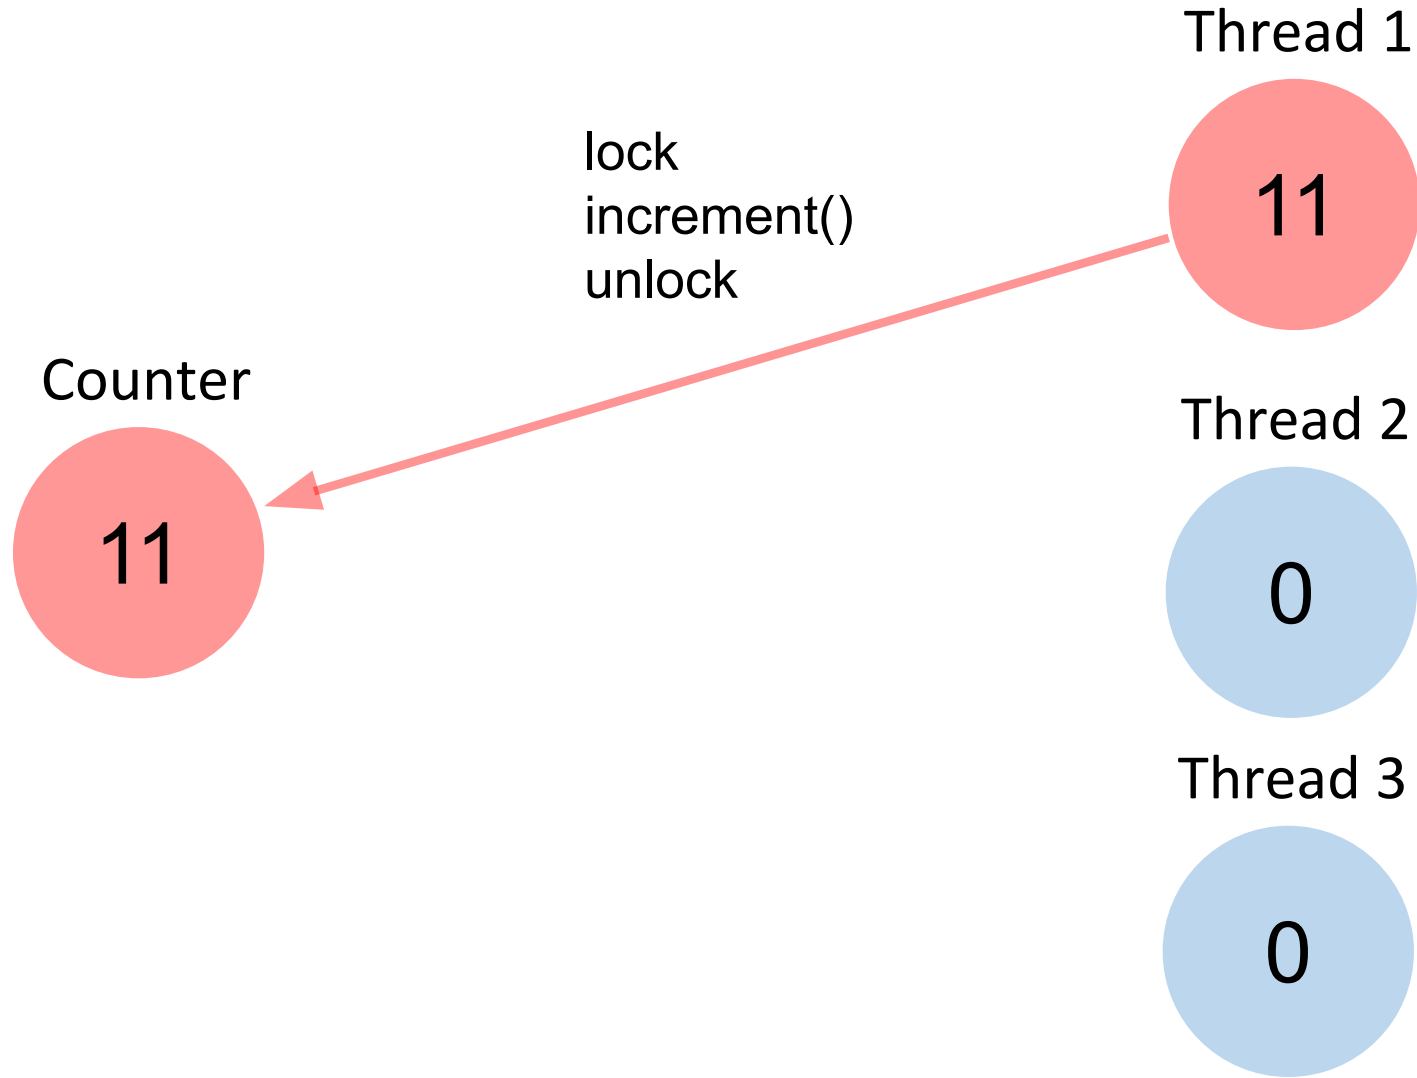 Thread 1
11
lock
increment()
unlock
Counter
11
Thread 2
0
Thread 3
0